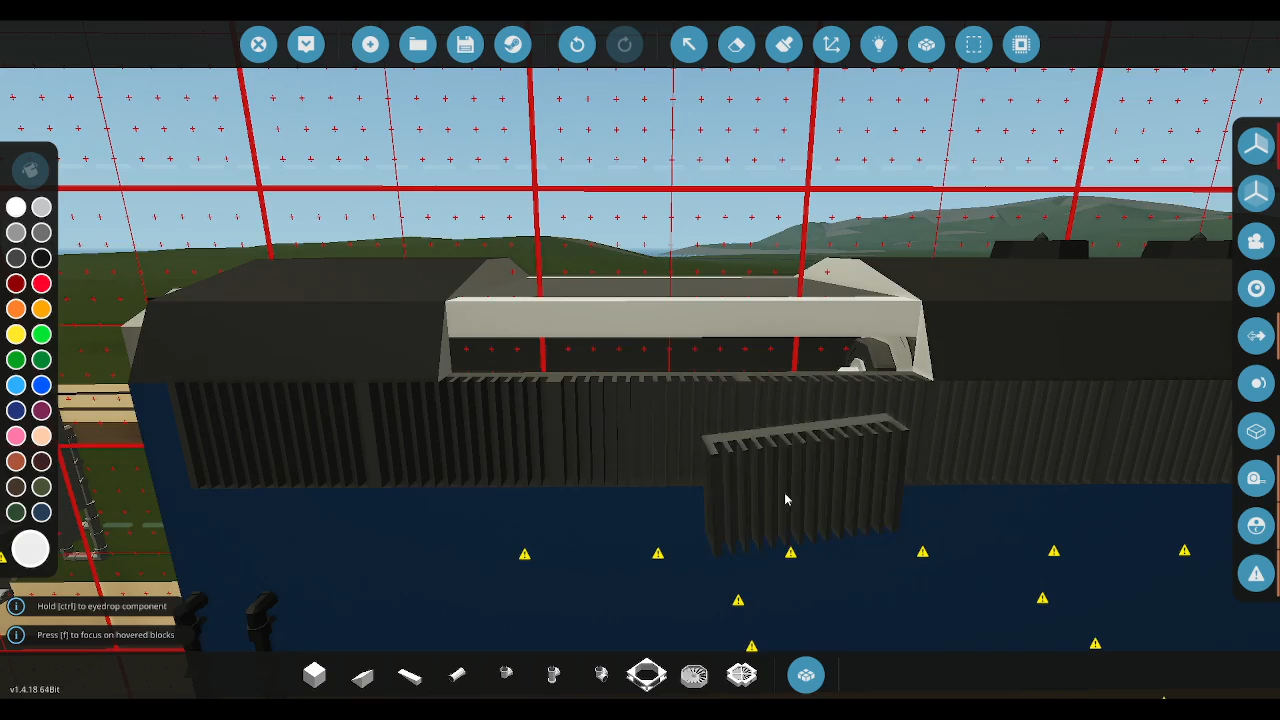 Hold [ctrl] to eyedrop component
Press [f] to focus on hovered blocks
v1.4.18 64Bit